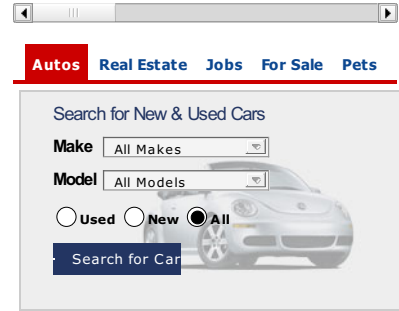 Autos Real Estate Jobs For Sale Pets
Search for New & Used Cars
Make All Makes
Model All Models
Used New All
Search for Car